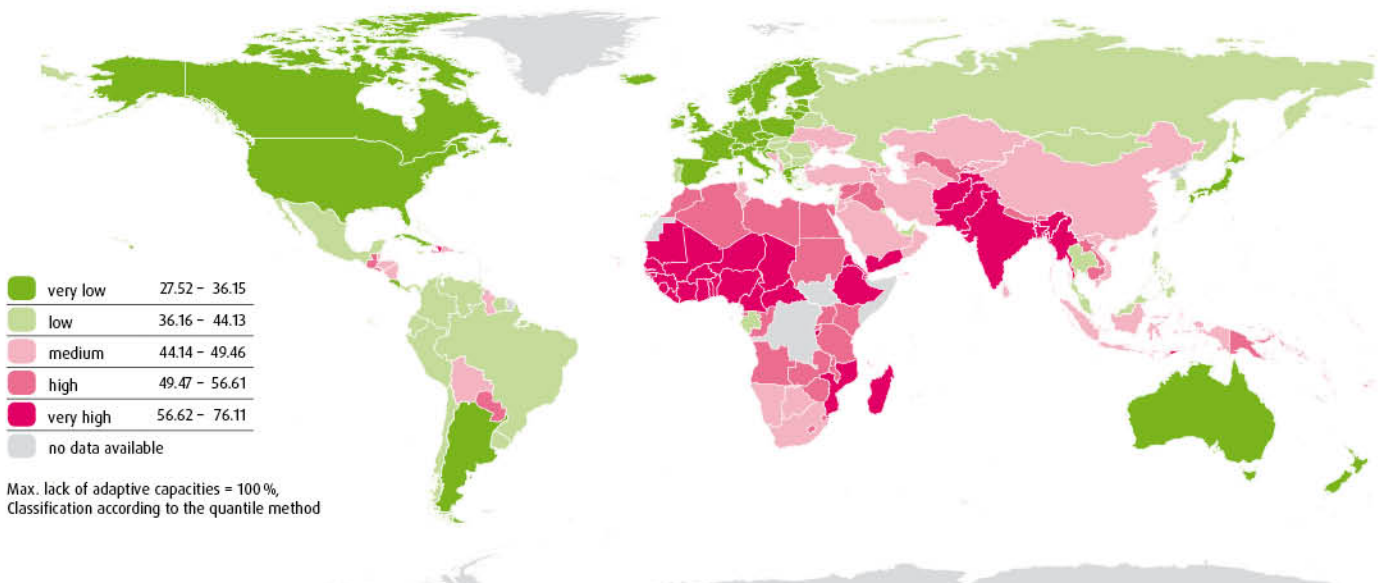 very low 27.52 – 36.15
low 36.16 – 44.13
medium 44.14 – 49.46
high 49.47 – 56.61
very high 56.62 – 76.11
no data available
Max. lack of adaptive capacities = 100 %,
Classification according to the quantile method